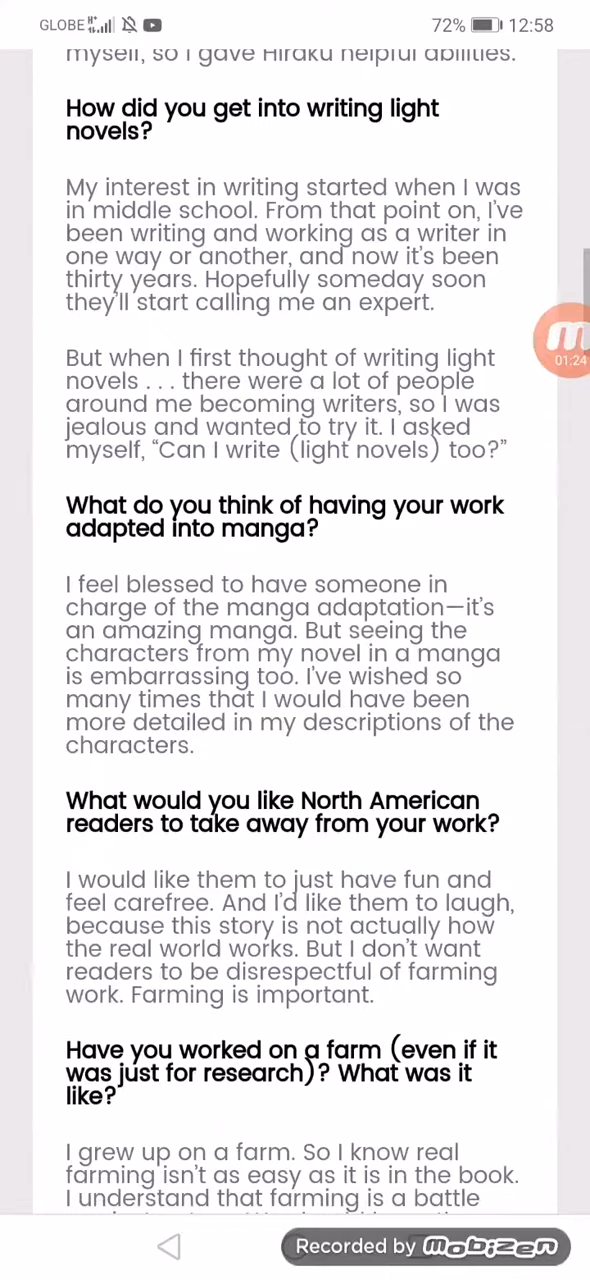 GLOBE H+ 72% 12:58
myself, so I gave Hiraku helpful abilities.
How did you get into writing light
novels?
My interest in writing started when I was
in middle school. From that point on, I've
been writing and working as a writer in
one way or another, and now it's been
thirty years. Hopefully someday soon
they'll start calling me an expert.
But when I first thought of writing light
novels . . . there were a lot of people
around me becoming writers, so I was
jealous and wanted to try it. I asked
myself, “Can I write (light novels) too?”
What do you think of having your work
adapted into manga?
I feel blessed to have someone in
charge of the manga adaptation—it's
an amazing manga. But seeing the
characters from my novel in a manga
is embarrassing too. I've wished so
many times that I would have been
more detailed in my descriptions of the
characters.
What would you like North American
readers to take away from your work?
I would like them to just have fun and
feel carefree. And I'd like them to laugh,
because this story is not actually how
the real world works. But I don't want
readers to be disrespectful of farming
work. Farming is important.
Have you worked on a farm (even if it
was just for research)? What was it
like?
I grew up on a farm. So I know real
farming isn't as easy as it is in the book.
I understand that farming is a battle
m
01:24
Recorded by mobizen